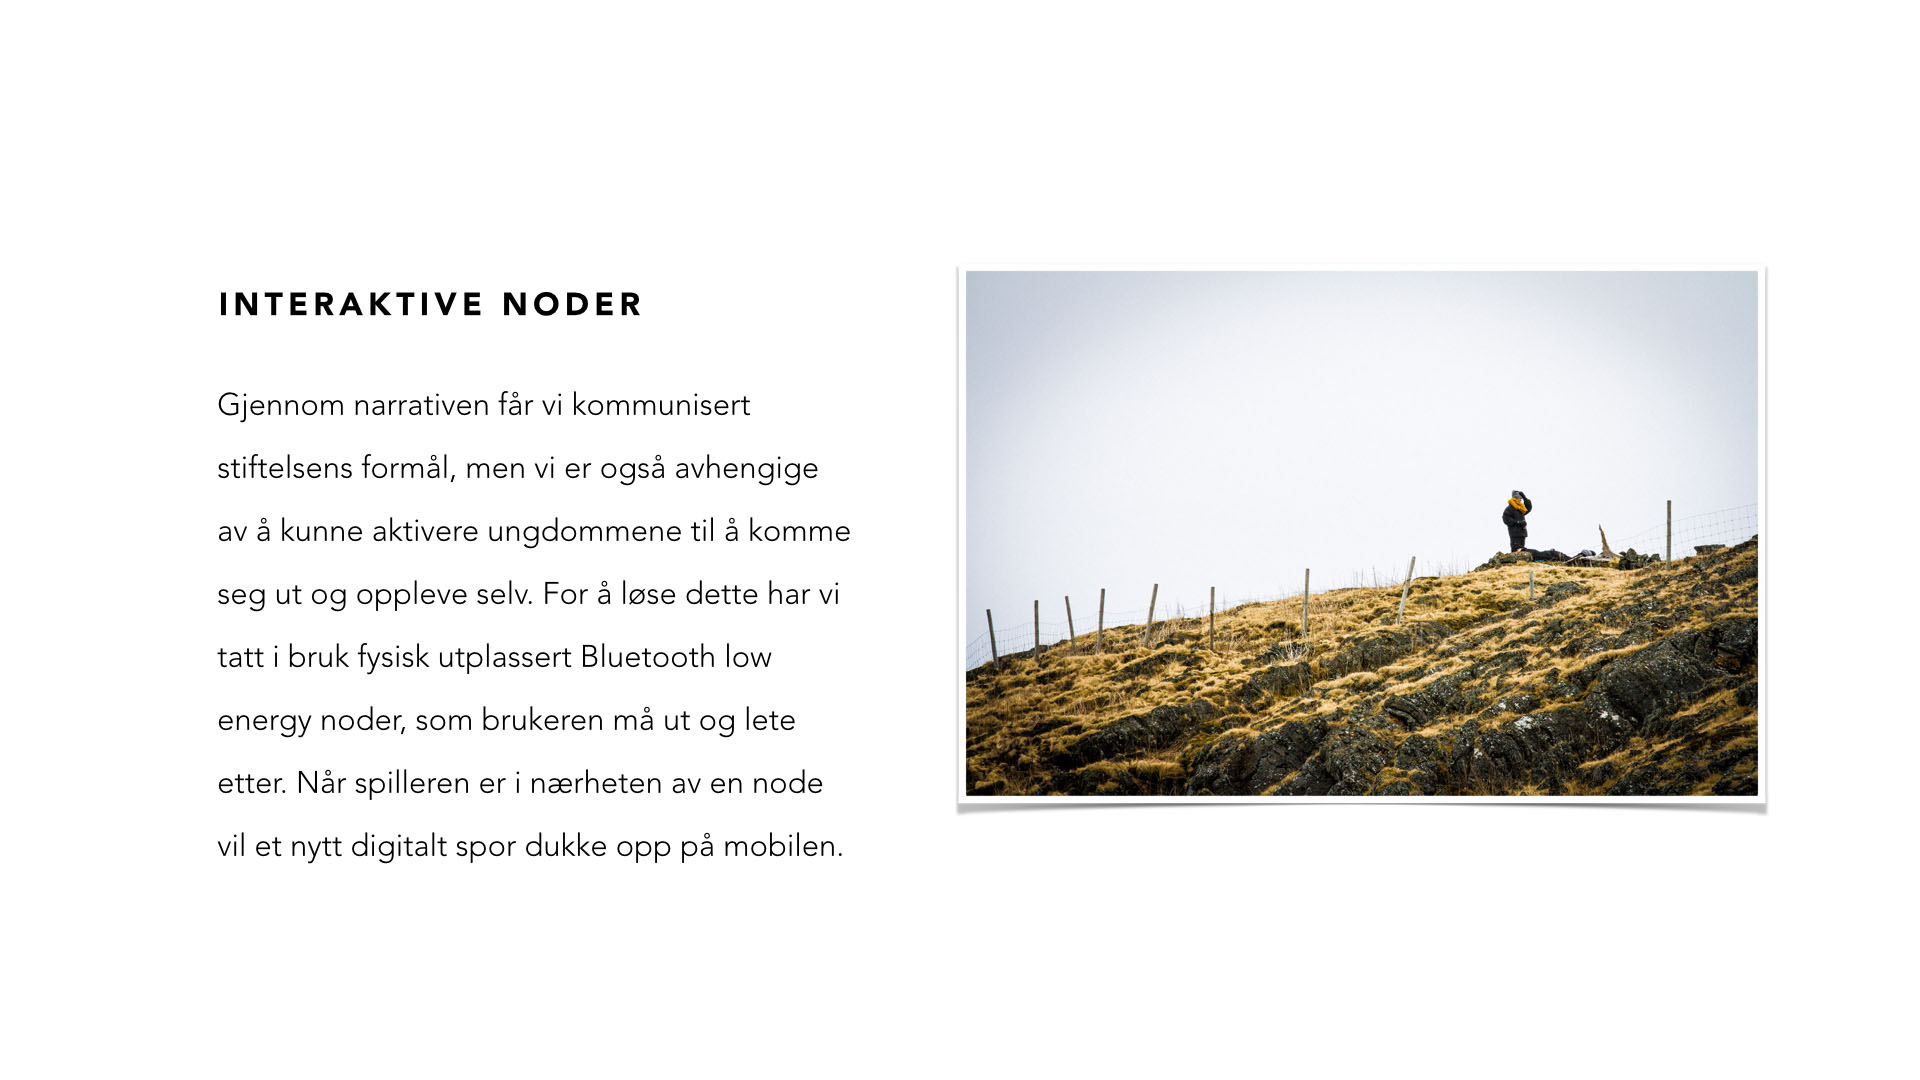 INTERAKTIVE NODER
Gjennom narrativen får vi kommunisert
stiftelsens formål, men vi er også avhengige
av å kunne aktivere ungdommene til å komme
seg ut og oppleve selv. For å løse dette har vi
tatt i bruk fysisk utplassert Bluetooth low
energy noder, som brukeren må ut og lete
etter. Når spilleren er i nærheten av en node
vil et nytt digitalt spor dukke opp på mobilen.